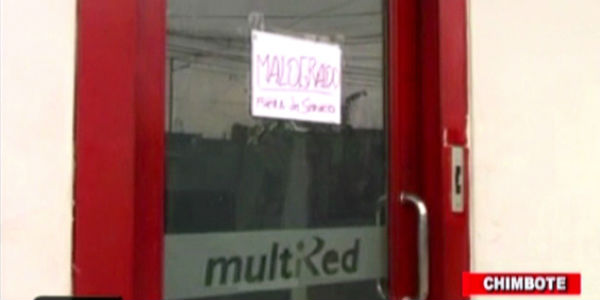 MALOGRADO
FUERA DE SERVICIO
multiRed
CHIMBOTE